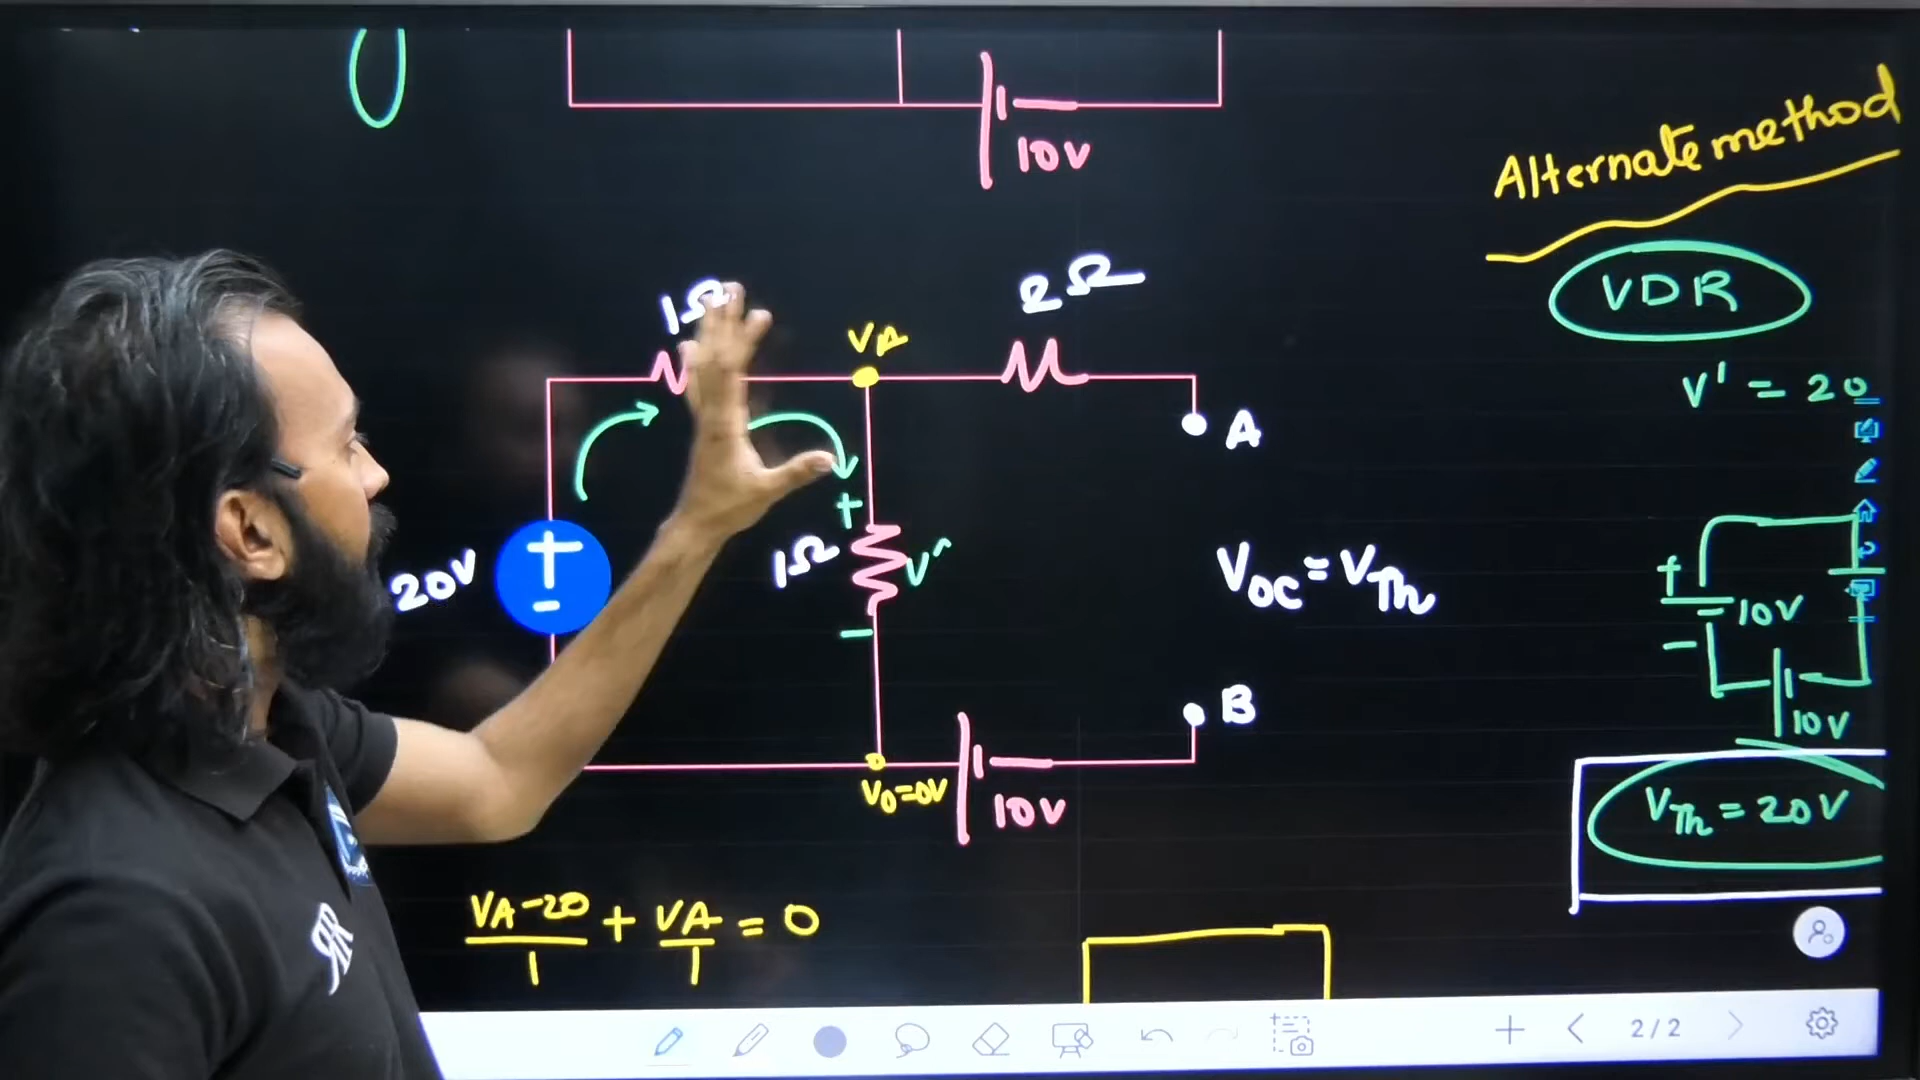 10V
Alternate method
VDR
1Ω
2Ω
VA
V' = 20
A
+
1Ω
V'
-
20V
+
-
VOC = VTh
+
10V
-
10V
B
V0=0V
10V
VTh = 20V
VA-20/1 + VA/1 = 0
RR
2/2